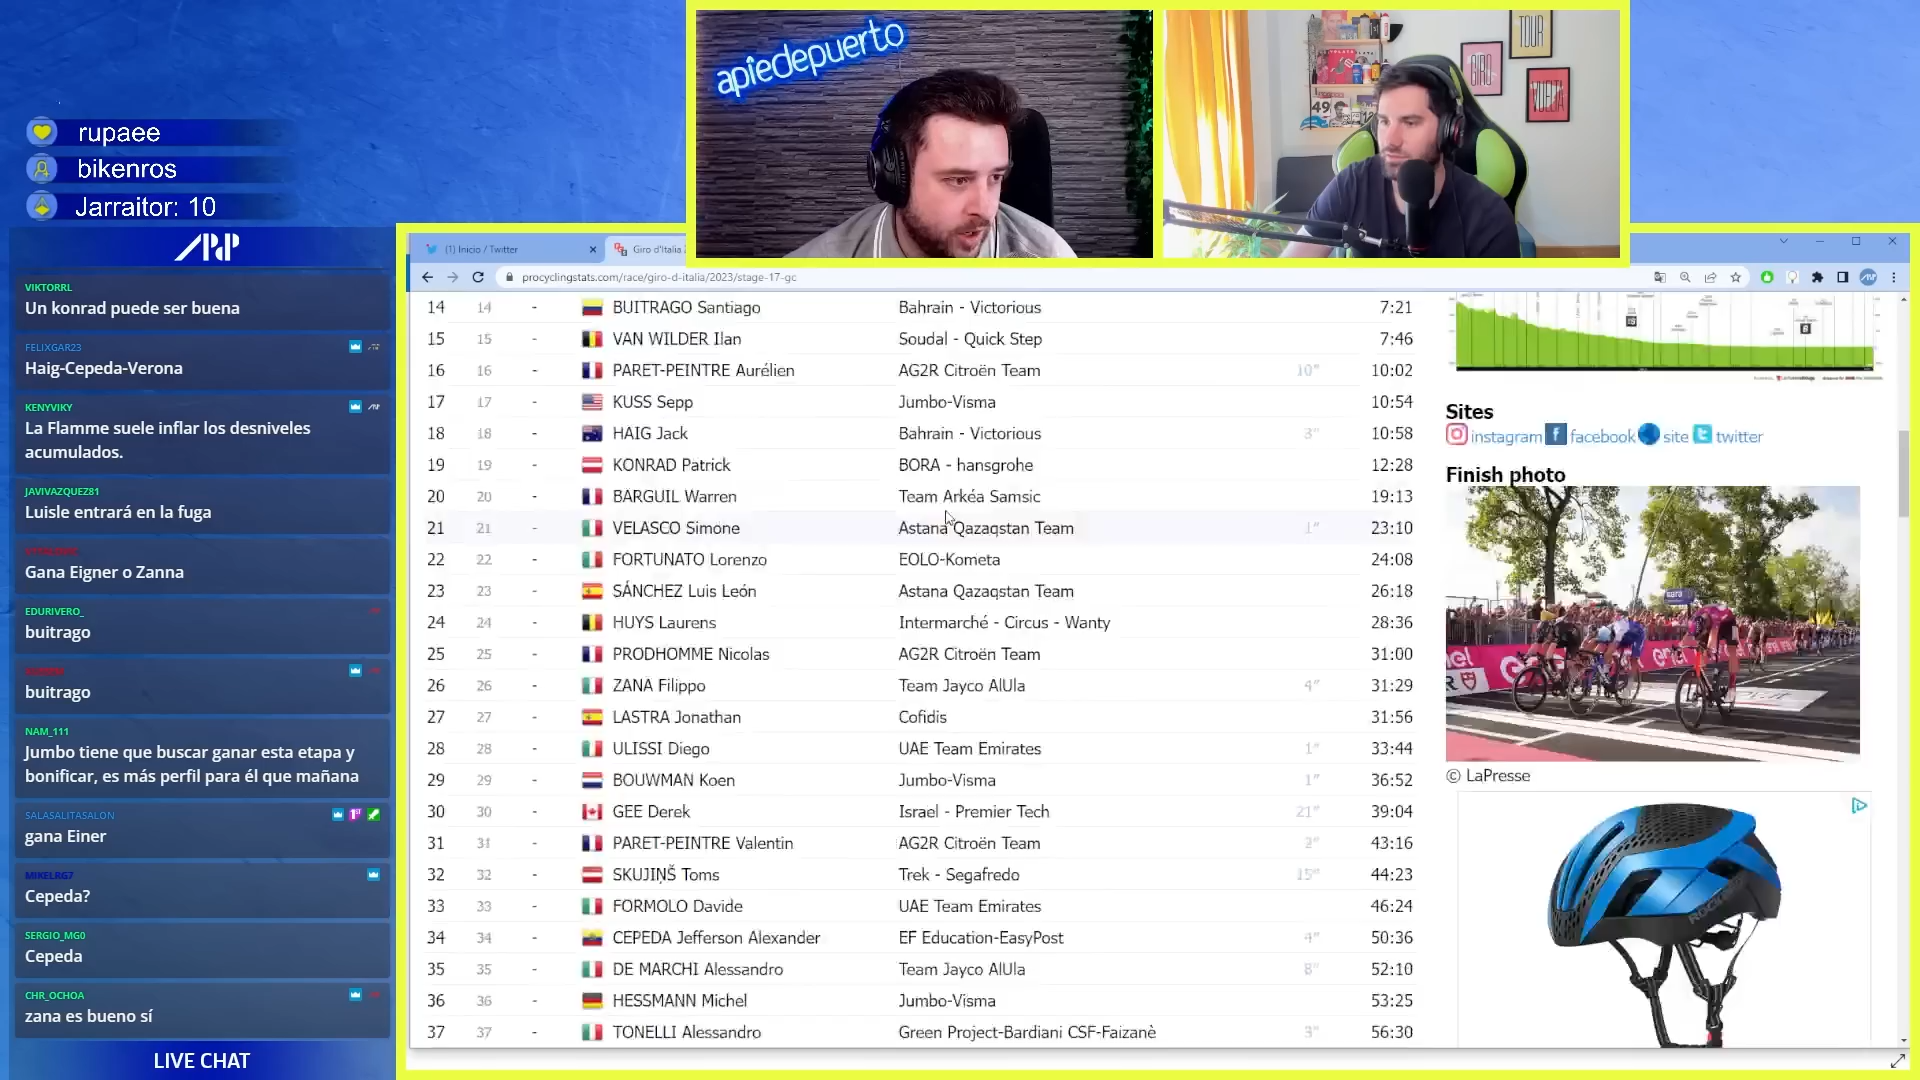 apiedepuerto
TOUR
GIRO
VUELTA
49
rupaee
bikenros
Jarraitor: 10
VIKTORRL
Un konrad puede ser buena
FELIXGAR23
Haig-Cepeda-Verona
KENYVIKY
La Flamme suele inflar los desniveles
acumulados.
JAVIVAZQUEZ81
Luisle entrará en la fuga
Gana Eigner o Zanna
EDURIVERO_
buitrago
buitrago
NAM_111
Jumbo tiene que buscar ganar esta etapa y
bonificar, es más perfil para él que mañana
SALASALITASALON
gana Einer
MIKELRG7
Cepeda?
SERGIO_MG0
Cepeda
CHR_OCHOA
zana es bueno sí
LIVE CHAT
(1) Inicio / Twitter
Giro d'Italia
procyclingstats.com/race/giro-d-italia/2023/stage-17-gc
14 14 - BUITRAGO Santiago Bahrain - Victorious 7:21
15 15 - VAN WILDER Ilan Soudal - Quick Step 7:46
16 16 - PARET-PEINTRE Aurélien AG2R Citroën Team 10" 10:02
17 17 - KUSS Sepp Jumbo-Visma 10:54
18 18 - HAIG Jack Bahrain - Victorious 3" 10:58
19 19 - KONRAD Patrick BORA - hansgrohe 12:28
20 20 - BARGUIL Warren Team Arkéa Samsic 19:13
21 21 - VELASCO Simone Astana Qazaqstan Team 1" 23:10
22 22 - FORTUNATO Lorenzo EOLO-Kometa 24:08
23 23 - SÁNCHEZ Luis León Astana Qazaqstan Team 26:18
24 24 - HUYS Laurens Intermarché - Circus - Wanty 28:36
25 25 - PRODHOMME Nicolas AG2R Citroën Team 31:00
26 26 - ZANA Filippo Team Jayco AlUla 4" 31:29
27 27 - LASTRA Jonathan Cofidis 31:56
28 28 - ULISSI Diego UAE Team Emirates 1" 33:44
29 29 - BOUWMAN Koen Jumbo-Visma 1" 36:52
30 30 - GEE Derek Israel - Premier Tech 21" 39:04
31 31 - PARET-PEINTRE Valentin AG2R Citroën Team 2" 43:16
32 32 - SKUJIŅŠ Toms Trek - Segafredo 15" 44:23
33 33 - FORMOLO Davide UAE Team Emirates 46:24
34 34 - CEPEDA Jefferson Alexander EF Education-EasyPost 4" 50:36
35 35 - DE MARCHI Alessandro Team Jayco AlUla 8" 52:10
36 36 - HESSMANN Michel Jumbo-Visma 53:25
37 37 - TONELLI Alessandro Green Project-Bardiani CSF-Faizanè 3" 56:30
Sites
instagram facebook site twitter
Finish photo
© LaPresse